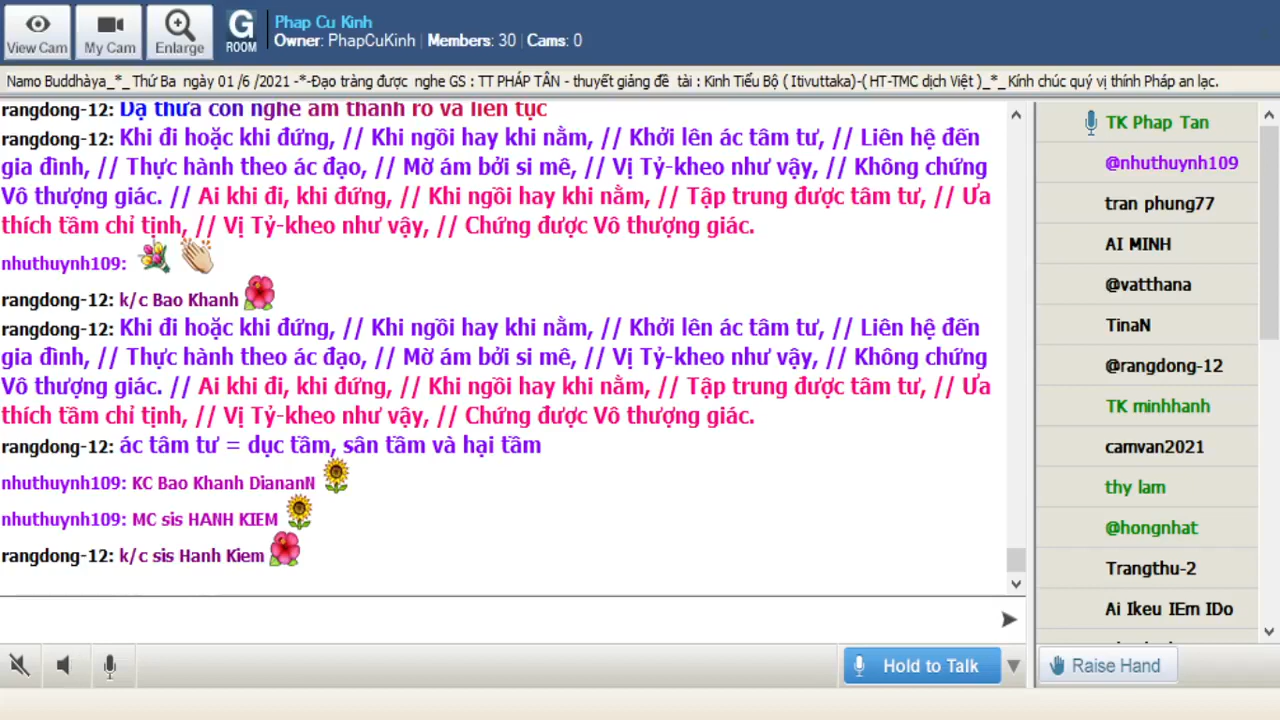 View Cam
My Cam
Enlarge
G
ROOM
Phap Cu Kinh
Owner: PhapCuKinh | Members: 30 | Cams: 0
Namo Buddhàya_*_ Thứ Ba ngày 01 /6 /2021 -*-Đạo tràng được nghe GS : TT PHÁP TÂN - thuyết giảng đề tài : Kinh Tiểu Bộ ( Itivuttaka)-( HT-TMC dịch Việt )_*_ Kính chúc quý vị thính Pháp an lạc.
rangdong-12: Dạ thưa con nghe âm thanh rõ và liên tục
rangdong-12: Khi đi hoặc khi đứng, // Khi ngồi hay khi nằm, // Khởi lên ác tâm tư, // Liên hệ đến
gia đình, // Thực hành theo ác đạo, // Mờ ám bởi si mê, // Vị Tỷ-kheo như vậy, // Không chứng
Vô thượng giác. // Ai khi đi, khi đứng, // Khi ngồi hay khi nằm, // Tập trung được tâm tư, // Ưa
thích tầm chỉ tịnh, // Vị Tỷ-kheo như vậy, // Chứng được Vô thượng giác.
nhuthuynh109:
rangdong-12: k/c Bao Khanh
rangdong-12: Khi đi hoặc khi đứng, // Khi ngồi hay khi nằm, // Khởi lên ác tâm tư, // Liên hệ đến
gia đình, // Thực hành theo ác đạo, // Mờ ám bởi si mê, // Vị Tỷ-kheo như vậy, // Không chứng
Vô thượng giác. // Ai khi đi, khi đứng, // Khi ngồi hay khi nằm, // Tập trung được tâm tư, // Ưa
thích tầm chỉ tịnh, // Vị Tỷ-kheo như vậy, // Chứng được Vô thượng giác.
rangdong-12: ác tâm tư = dục tầm, sân tầm và hại tầm
nhuthuynh109: KC Bao Khanh DiananN
nhuthuynh109: MC sis HANH KIEM
rangdong-12: k/c sis Hanh Kiem
TK Phap Tan
@nhuthuynh109
tran phung77
AI MINH
@vatthana
TinaN
@rangdong-12
TK minhhanh
camvan2021
thy lam
@hongnhat
Trangthu-2
Ai Ikeu IEm IDo
Hold to Talk
Raise Hand